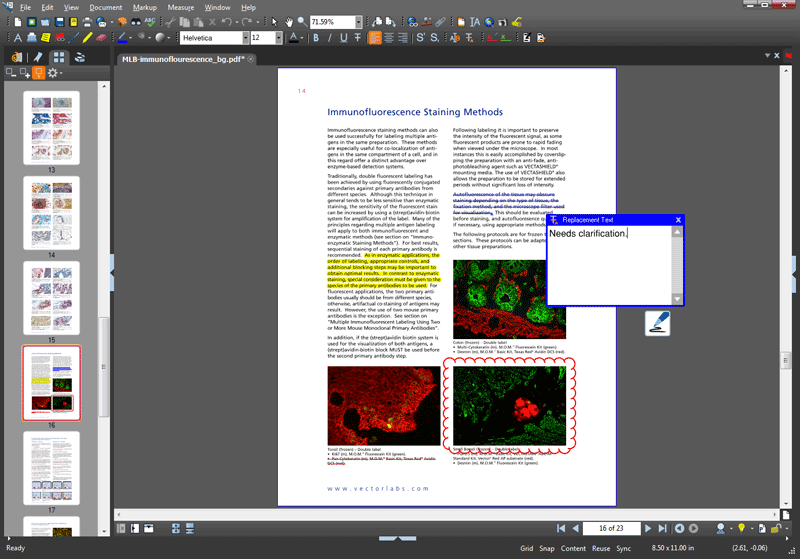 File Edit View Document Markup Measure Window Help
71.59%
Helvetica 12
MLB-immunoflourescence_bg.pdf*
13
14
15
16
17
14
Immunofluorescence Staining Methods
Immunofluorescence staining methods can also
be used successfully for labeling multiple anti-
gens in the same preparation. These methods
are especially useful for co-localization of anti-
gens in the same compartment of a cell, and in
this regard offer a distinct advantage over
enzyme-based detection systems.
Traditionally, double fluorescent labeling has
been achieved by using fluorescently conjugated
secondaries against primary antibodies from
different species. Although this technique in
general tends to be less sensitive than enzymatic
staining, the sensitivity of the fluorescent stain
can be increased by using a (strept)avidin-biotin
system for amplification of the label. Many of the
principles regarding multiple antigen labeling
will apply to both immunofluorescent and
enzymatic methods (see section on "Immuno-
enzymatic Staining Methods"). For best results,
sequential staining of each primary antibody is
recommended. As in enzymatic applications, the
order of labeling, appropriate controls, and
additional blocking steps may be important to
obtain optimal results. In contrast to enzymatic
staining, special consideration must be given to the
species of the primary antibodies to be used. For
fluorescent applications, the two primary anti-
bodies usually should be from different species,
otherwise, artifactual co-staining of antigens may
result. However, the use of two mouse primary
antibodies is the exception. See section on
"Multiple Immunofluorescent Labeling Using Two
or More Mouse Monoclonal Primary Antibodies".
In addition, if the (strept)avidin biotin system is
used for the visualization of both antigens, a
(strept)avidin-biotin block MUST be used before
the second primary antibody step.
Tonsil (frozen) - Double label
• Ki67 (m), M.O.M.™ Fluorescein Kit (green)
• Pan Cytokeratin (m), M.O.M.™ Basic Kit, Texas Red® Avidin
DCS (red).
Following labeling it is important to preserve
the intensity of the fluorescent signal, as some
fluorescent products are prone to rapid fading
when viewed under the microscope. In most
instances this is easily accomplished by coverslip-
ping the preparation with an anti-fade, anti-
photobleaching agent such as VECTASHIELD®
mounting media. The use of VECTASHIELD® also
allows the preparation to be stored for extended
periods without significant loss of intensity.
Autofluorescence of the tissue may obscure
staining depending on the type of tissue, the
fixation method, and the microscope filter used
for visualization. This should be evaluated
before staining, and autofluorescence
if necessary, using appropriate methods
The following protocols are for frozen
sections. These protocols can be adapted
other tissue preparations.
Replacement Text X
Needs clarification.
Colon (frozen) - Double label
• Multi-Cytokeratin (m), M.O.M.™ Fluorescein Kit (green)
• Desmin (m), M.O.M.™ Basic Kit, Texas Red® Avidin DCS (red).
Small Bowel (frozen) - Double label
M.O.M.™ Basic Kit,
Standard Kit, Vector® Red AP substrate (red).
• Desmin (m), M.O.M.™ Fluorescein Kit (green).
www.vectorlabs.com
16 of 23
Ready
Grid Snap Content Reuse Sync 8.50 x 11.00 in (2.61, -0.06)